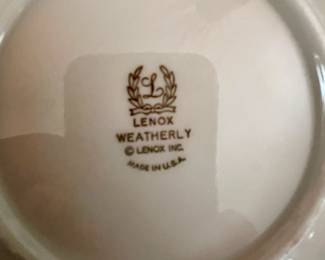 L
LENOX
WEATHERLY
© LENOX INC.
MADE IN U.S.A.